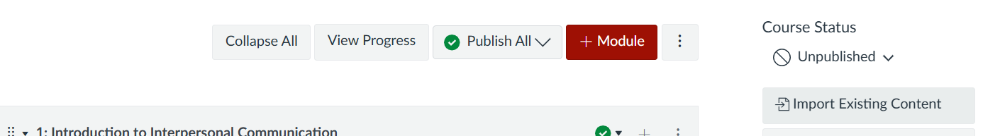 Collapse All View Progress Publish All + Module
Course Status
Unpublished
Import Existing Content
1: Introduction to Interpersonal Communication